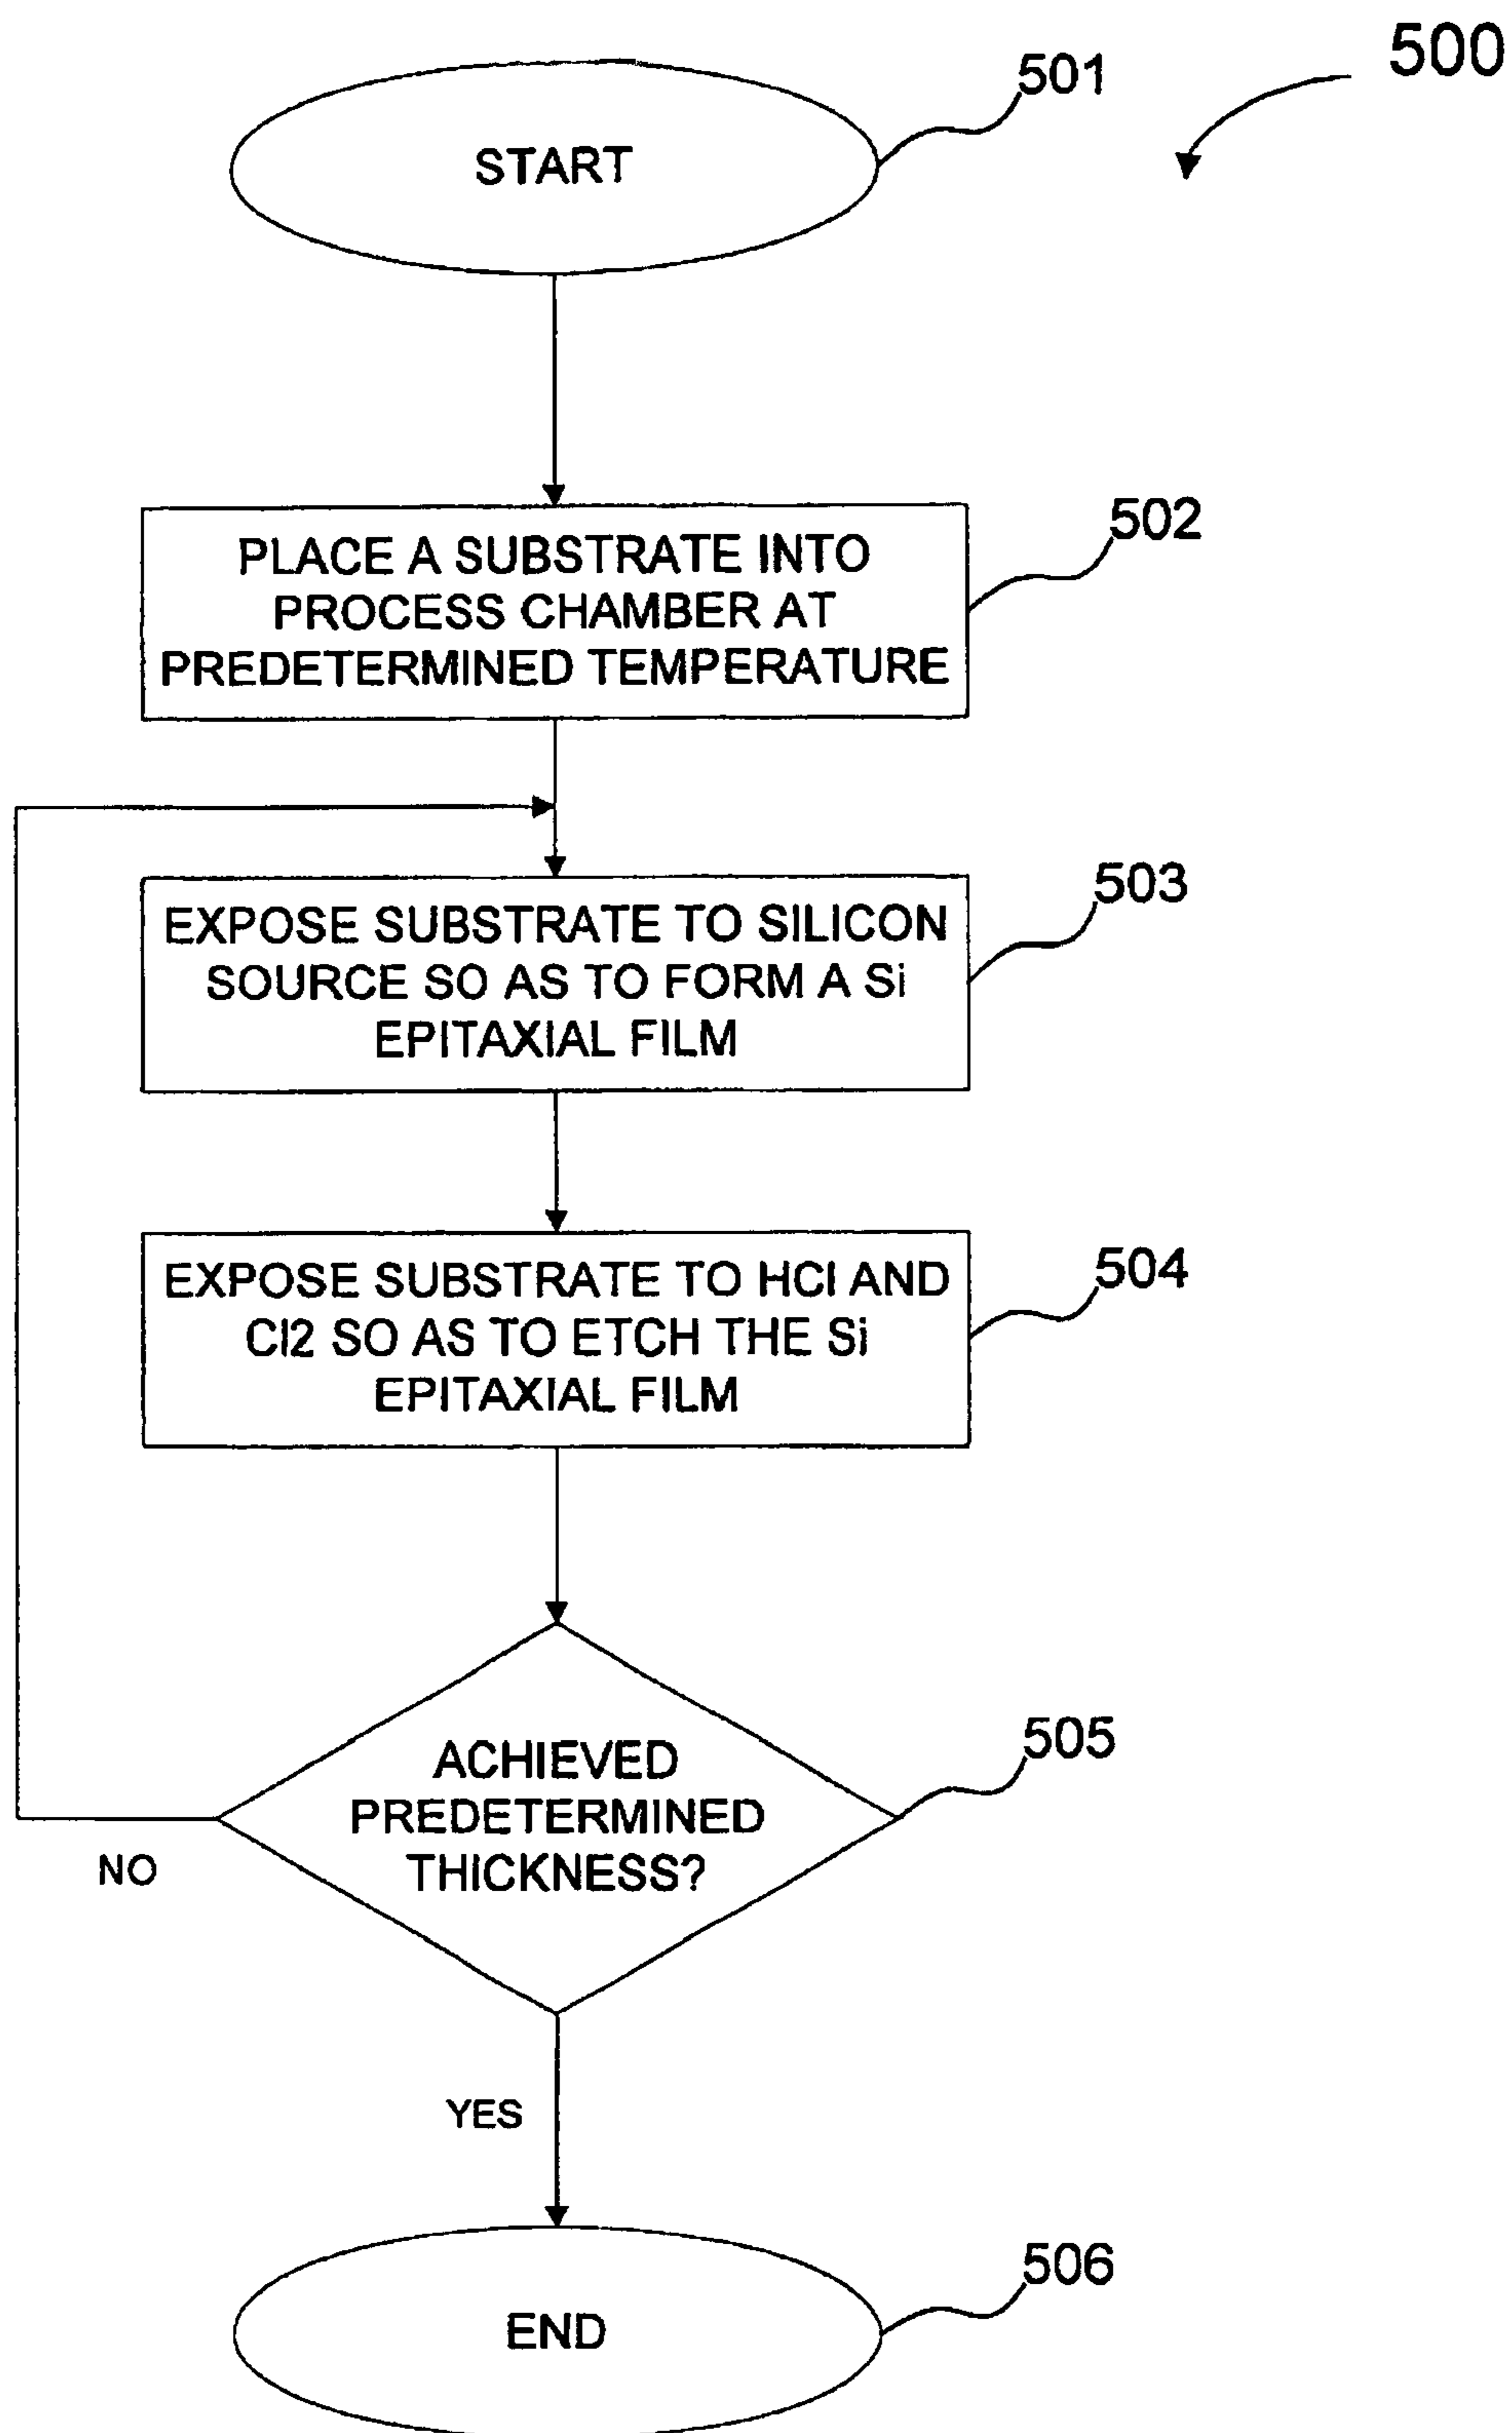 500
501
START
502
PLACE A SUBSTRATE INTO
PROCESS CHAMBER AT
PREDETERMINED TEMPERATURE
503
EXPOSE SUBSTRATE TO SILICON
SOURCE SO AS TO FORM A Si
EPITAXIAL FILM
504
EXPOSE SUBSTRATE TO HCl AND
Cl2 SO AS TO ETCH THE Si
EPITAXIAL FILM
505
ACHIEVED
PREDETERMINED
THICKNESS?
NO
YES
506
END